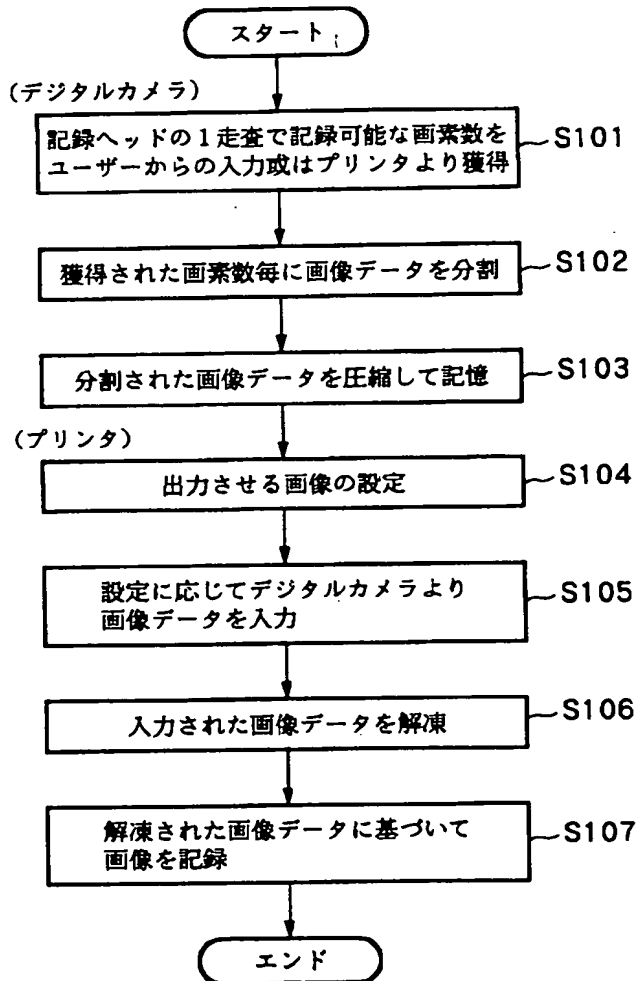 スタート
(デジタルカメラ)
記録ヘッドの1走査で記録可能な画素数を
ユーザーからの入力或はプリンタより獲得
S101
獲得された画素数毎に画像データを分割
S102
分割された画像データを圧縮して記憶
S103
(プリンタ)
出力させる画像の設定
S104
設定に応じてデジタルカメラより
画像データを入力
S105
入力された画像データを解凍
S106
解凍された画像データに基づいて
画像を記録
S107
エンド